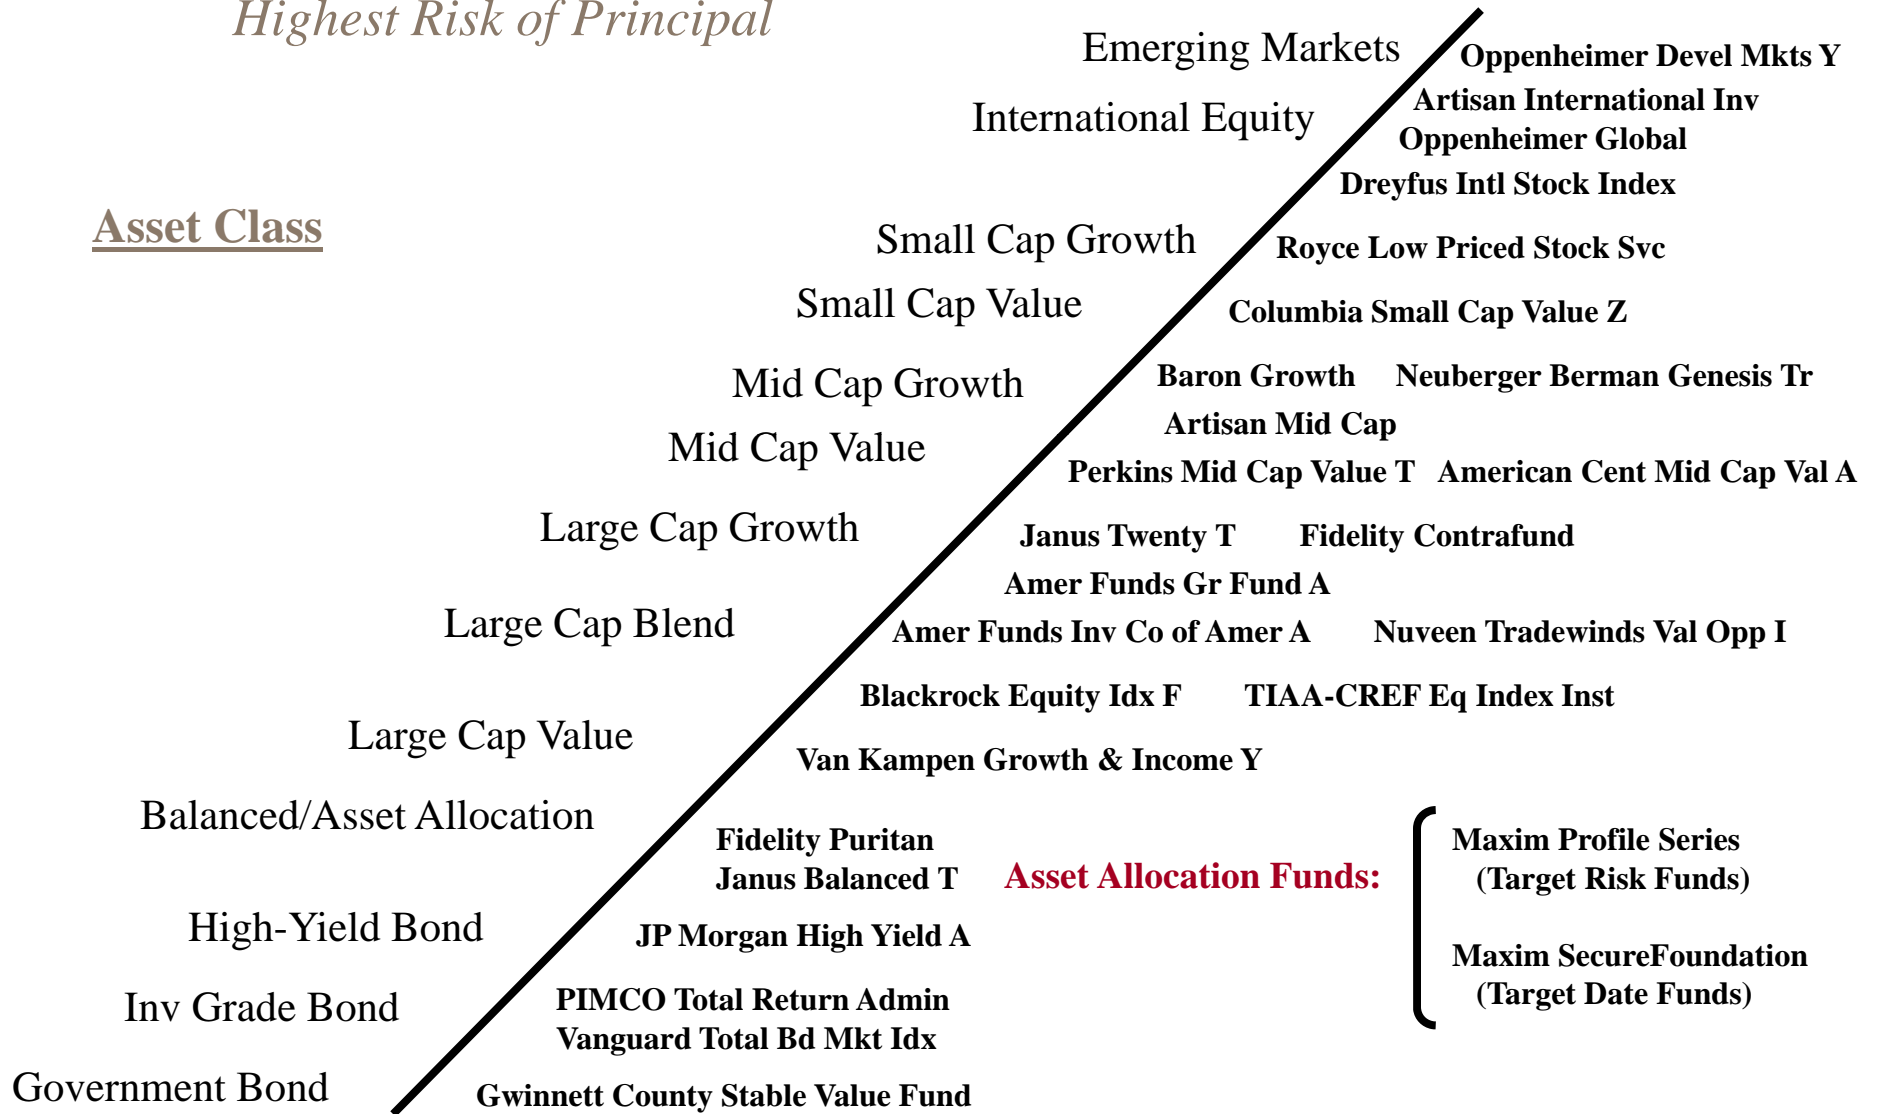 Highest Risk of Principal
Emerging Markets
Oppenheimer Devel Mkts Y
International Equity
Artisan International Inv
Oppenheimer Global
Dreyfus Intl Stock Index
Asset Class
Small Cap Growth
Royce Low Priced Stock Svc
Small Cap Value
Columbia Small Cap Value Z
Mid Cap Growth
Baron Growth Neuberger Berman Genesis Tr
Artisan Mid Cap
Mid Cap Value
Perkins Mid Cap Value T American Cent Mid Cap Val A
Large Cap Growth
Janus Twenty T Fidelity Contrafund
Amer Funds Gr Fund A
Large Cap Blend
Amer Funds Inv Co of Amer A Nuveen Tradewinds Val Opp I
Blackrock Equity Idx F TIAA-CREF Eq Index Inst
Large Cap Value
Van Kampen Growth & Income Y
Balanced/Asset Allocation
Fidelity Puritan
Janus Balanced T
Asset Allocation Funds:
Maxim Profile Series
(Target Risk Funds)
Maxim SecureFoundation
(Target Date Funds)
High-Yield Bond
JP Morgan High Yield A
Inv Grade Bond
PIMCO Total Return Admin
Vanguard Total Bd Mkt Idx
Government Bond
Gwinnett County Stable Value Fund